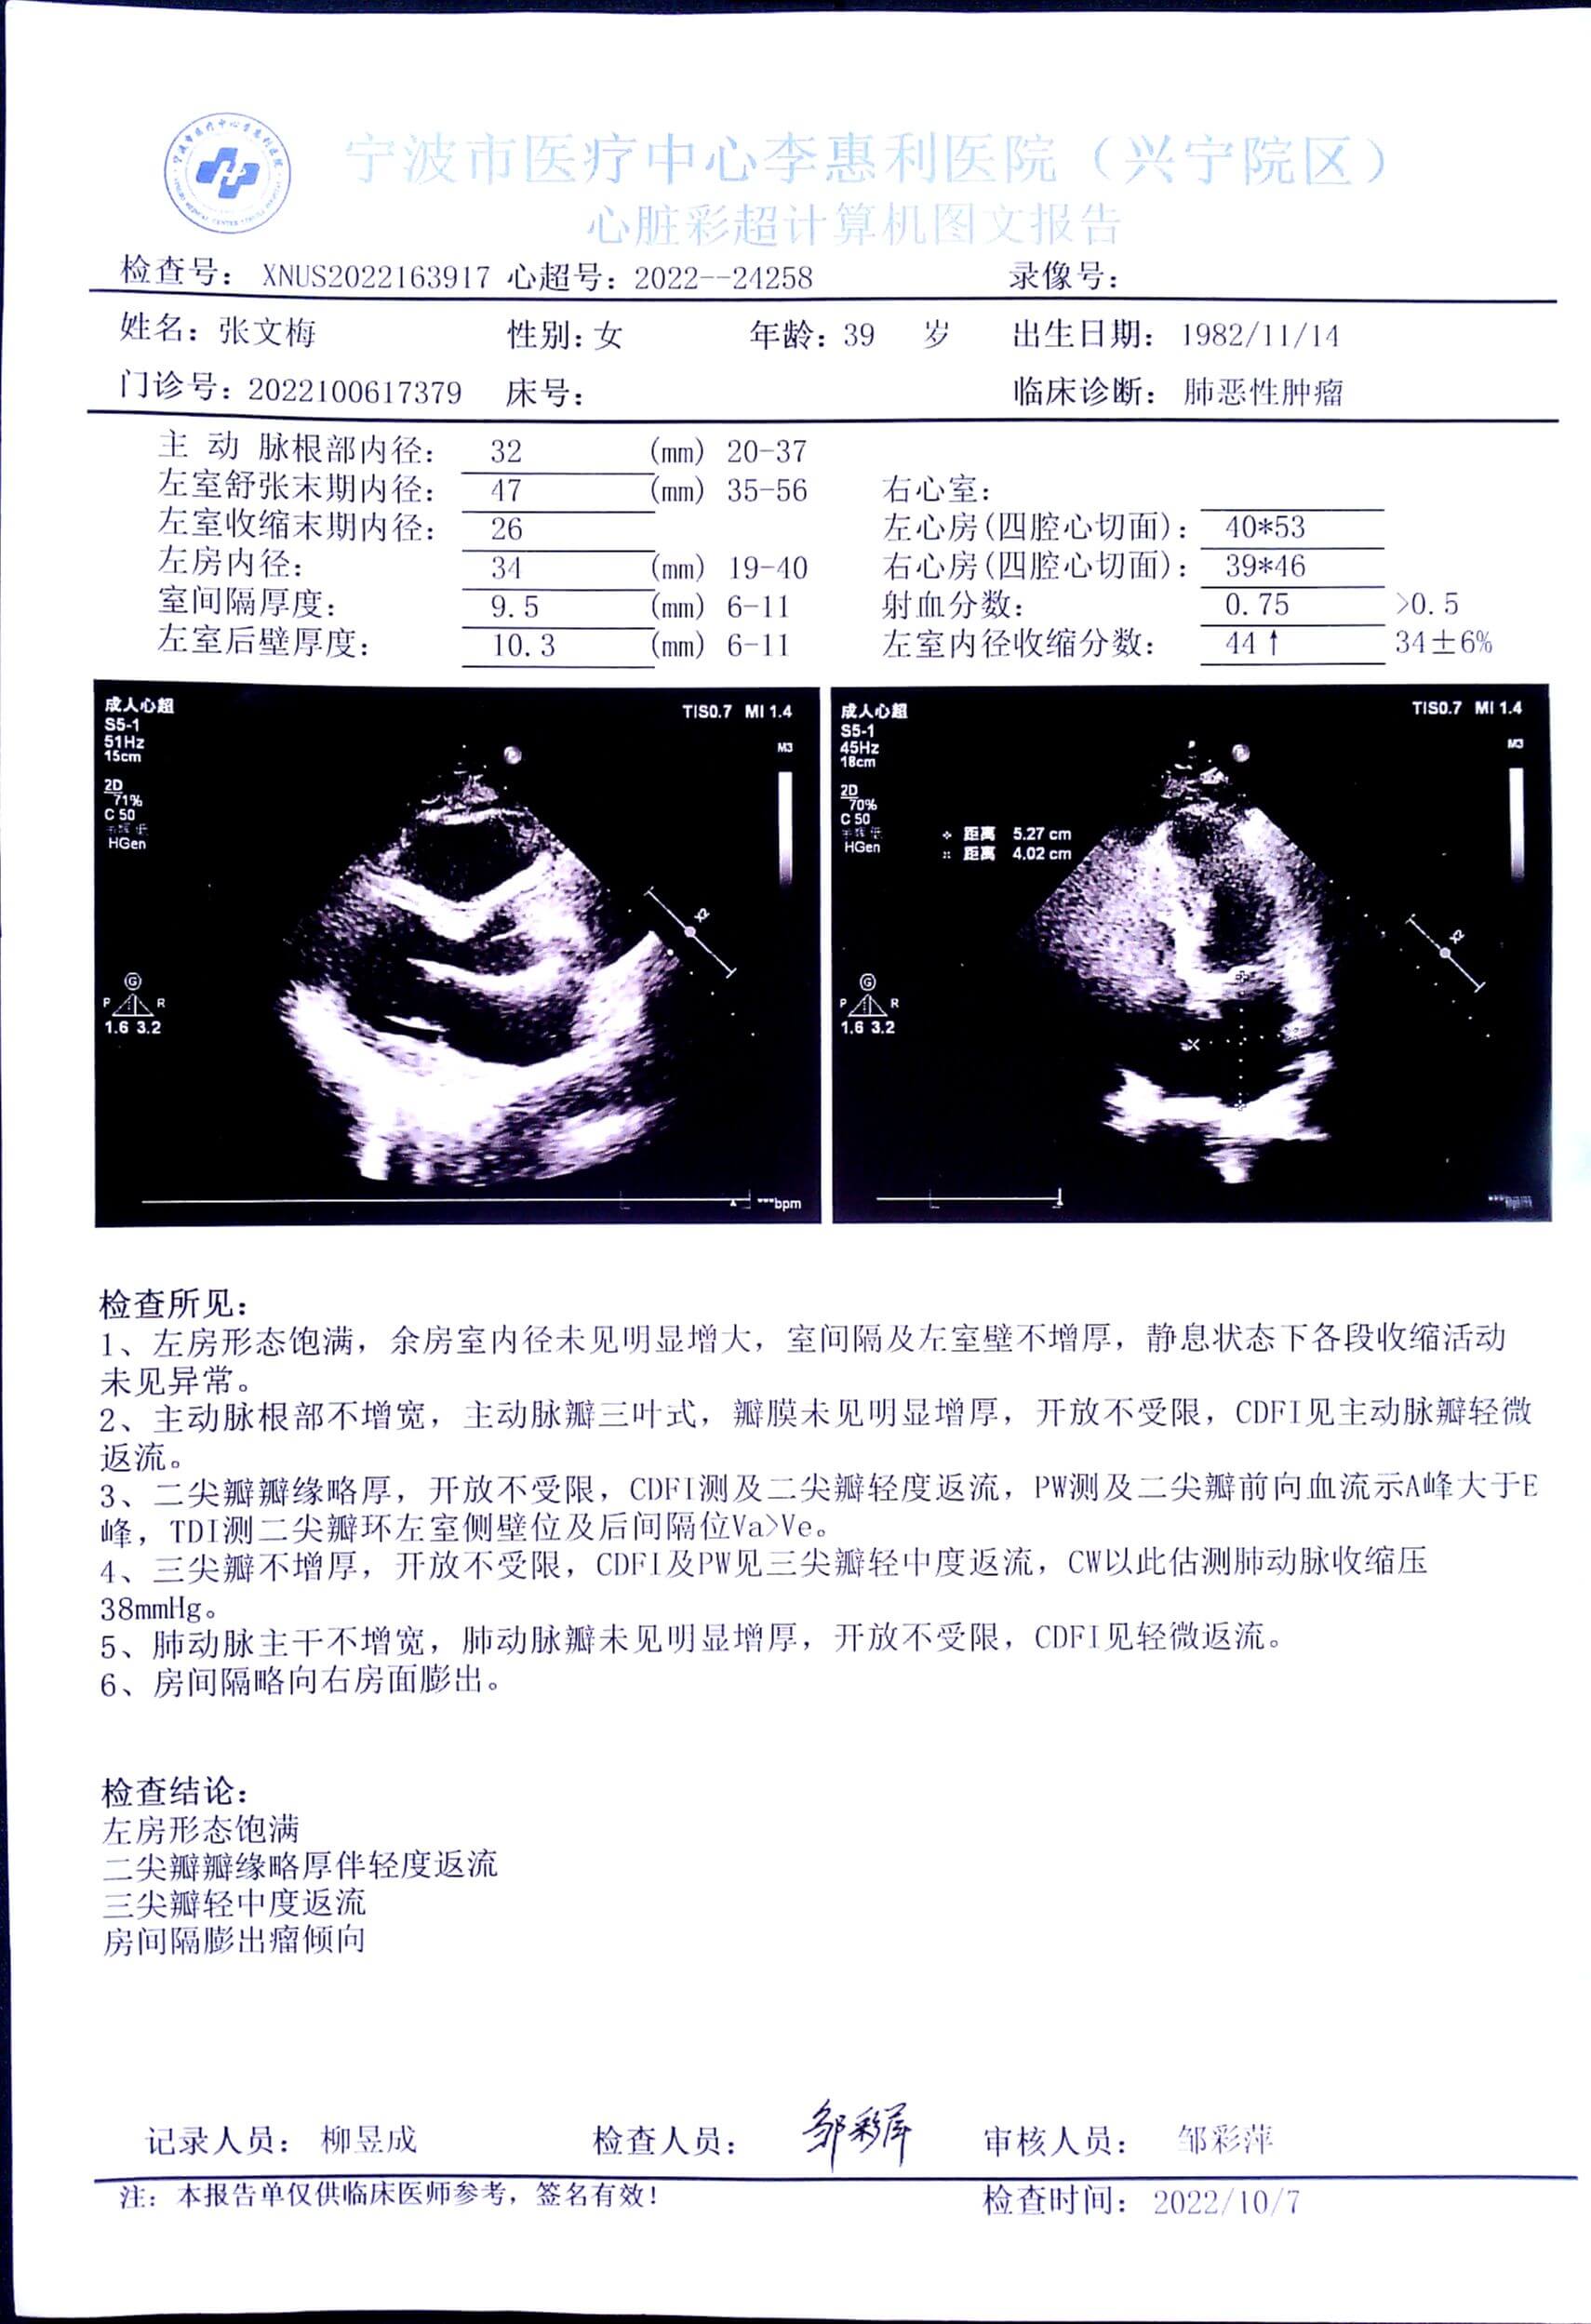 宁波市医疗中心李惠利医院（兴宁院区）
心脏彩超计算机图文报告
检查号： XNUS2022163917 心超号：2022--24258 录像号：
姓名：张文梅 性别：女 年龄：39 岁 出生日期： 1982/11/14
门诊号：2022100617379 床号： 临床诊断： 肺恶性肿瘤
主 动 脉根部内径： 32 (mm) 20-37
左室舒张末期内径： 47 (mm) 35-56 右心室：
左室收缩末期内径： 26 左心房(四腔心切面)： 40*53
左房内径： 34 (mm) 19-40 右心房(四腔心切面)： 39*46
室间隔厚度： 9.5 (mm) 6-11 射血分数： 0.75 >0.5
左室后壁厚度： 10.3 (mm) 6-11 左室内径收缩分数： 44↑ 34±6%
成人心超 TIS0.7 MI 1.4
S5-1
51Hz
15cm
M3
2D
71%
C 50
HGen
X2
G
P R
1.6 3.2
bpm
成人心超 TIS0.7 MI 1.4
S5-1
45Hz
18cm
M3
2D
70%
C 50
HGen
距离 5.27 cm
距离 4.02 cm
X2
G
P R
1.6 3.2
检查所见：
1、左房形态饱满，余房室内径未见明显增大，室间隔及左室壁不增厚，静息状态下各段收缩活动
未见异常。
2、主动脉根部不增宽，主动脉瓣三叶式，瓣膜未见明显增厚，开放不受限，CDFI见主动脉瓣轻微
返流。
3、二尖瓣瓣缘略厚，开放不受限，CDFI测及二尖瓣轻度返流，PW测及二尖瓣前向血流示A峰大于E
峰，TDI测二尖瓣环左室侧壁位及后间隔位Va>Ve。
4、三尖瓣不增厚，开放不受限，CDFI及PW见三尖瓣轻中度返流，CW以此估测肺动脉收缩压
38mmHg。
5、肺动脉主干不增宽，肺动脉瓣未见明显增厚，开放不受限，CDFI见轻微返流。
6、房间隔略向右房面膨出。
检查结论：
左房形态饱满
二尖瓣瓣缘略厚伴轻度返流
三尖瓣轻中度返流
房间隔膨出瘤倾向
记录人员： 柳昱成 检查人员： 邹彩萍 审核人员： 邹彩萍
注：本报告单仅供临床医师参考，签名有效！ 检查时间： 2022/10/7